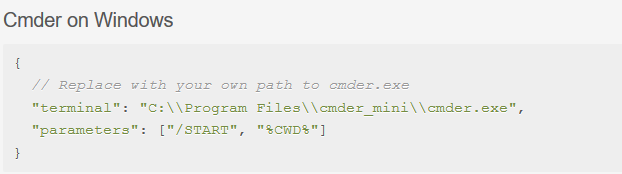 Cmder on Windows
{
// Replace with your own path to cmder.exe
"terminal": "C:\\Program Files\\cmder_mini\\cmder.exe",
"parameters": ["/START", "%CWD%"]
}